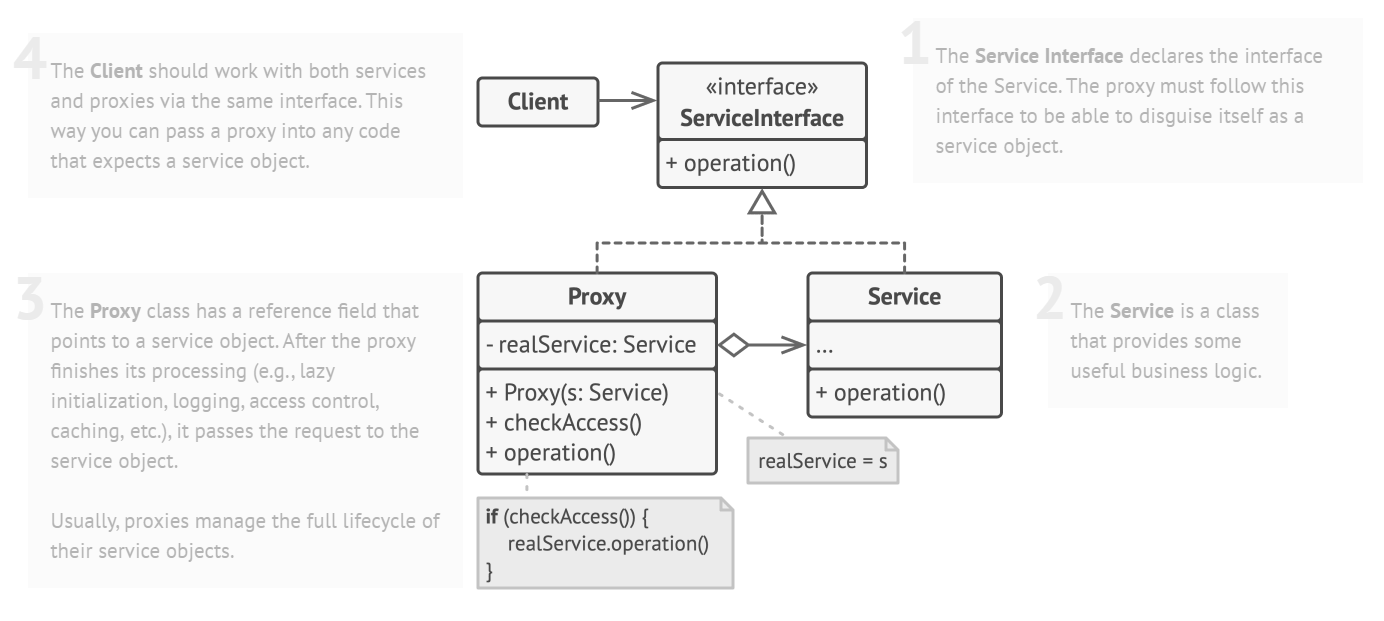 4
The Client should work with both services
and proxies via the same interface. This
way you can pass a proxy into any code
that expects a service object.
Client
«interface»
ServiceInterface
+ operation()
1
The Service Interface declares the interface
of the Service. The proxy must follow this
interface to be able to disguise itself as a
service object.
3
The Proxy class has a reference field that
points to a service object. After the proxy
finishes its processing (e.g., lazy
initialization, logging, access control,
caching, etc.), it passes the request to the
service object.
Usually, proxies manage the full lifecycle of
their service objects.
Proxy
- realService: Service
+ Proxy(s: Service)
+ checkAccess()
+ operation()
Service
...
+ operation()
2
The Service is a class
that provides some
useful business logic.
realService = s
if (checkAccess()) {
realService.operation()
}